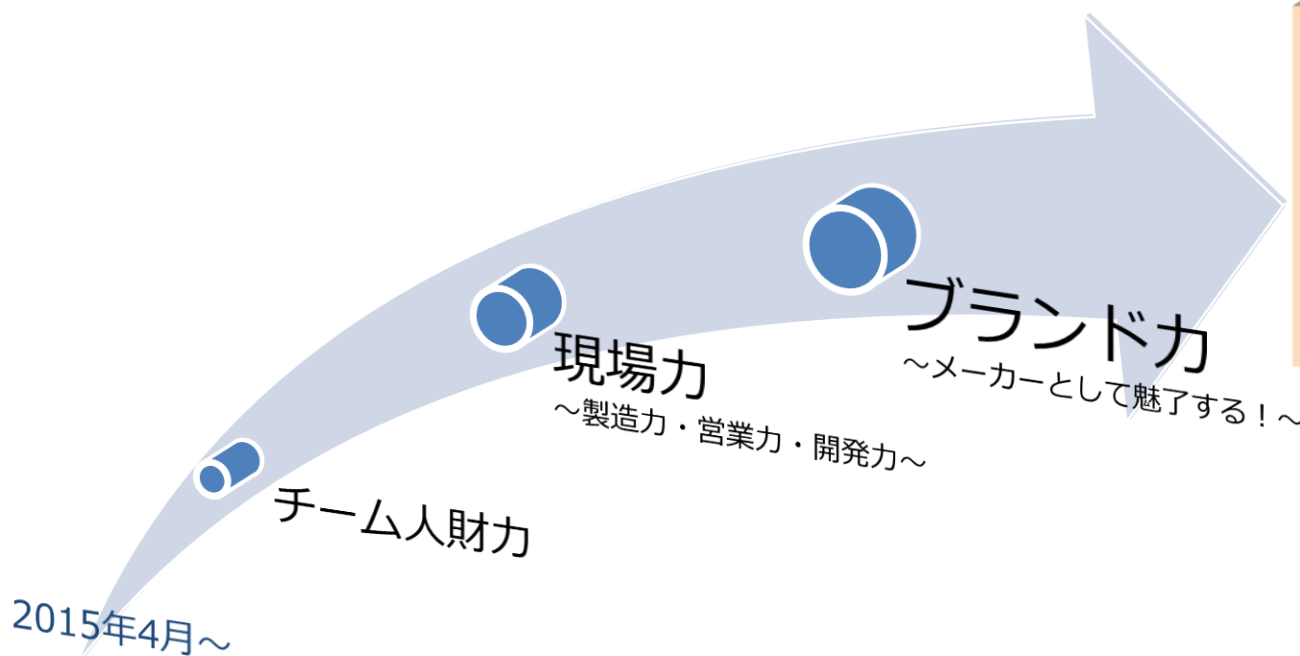 ブランド力
～メーカーとして魅了する！～
現場力
～製造力・営業力・開発力～
チーム人財力
2015年4月～